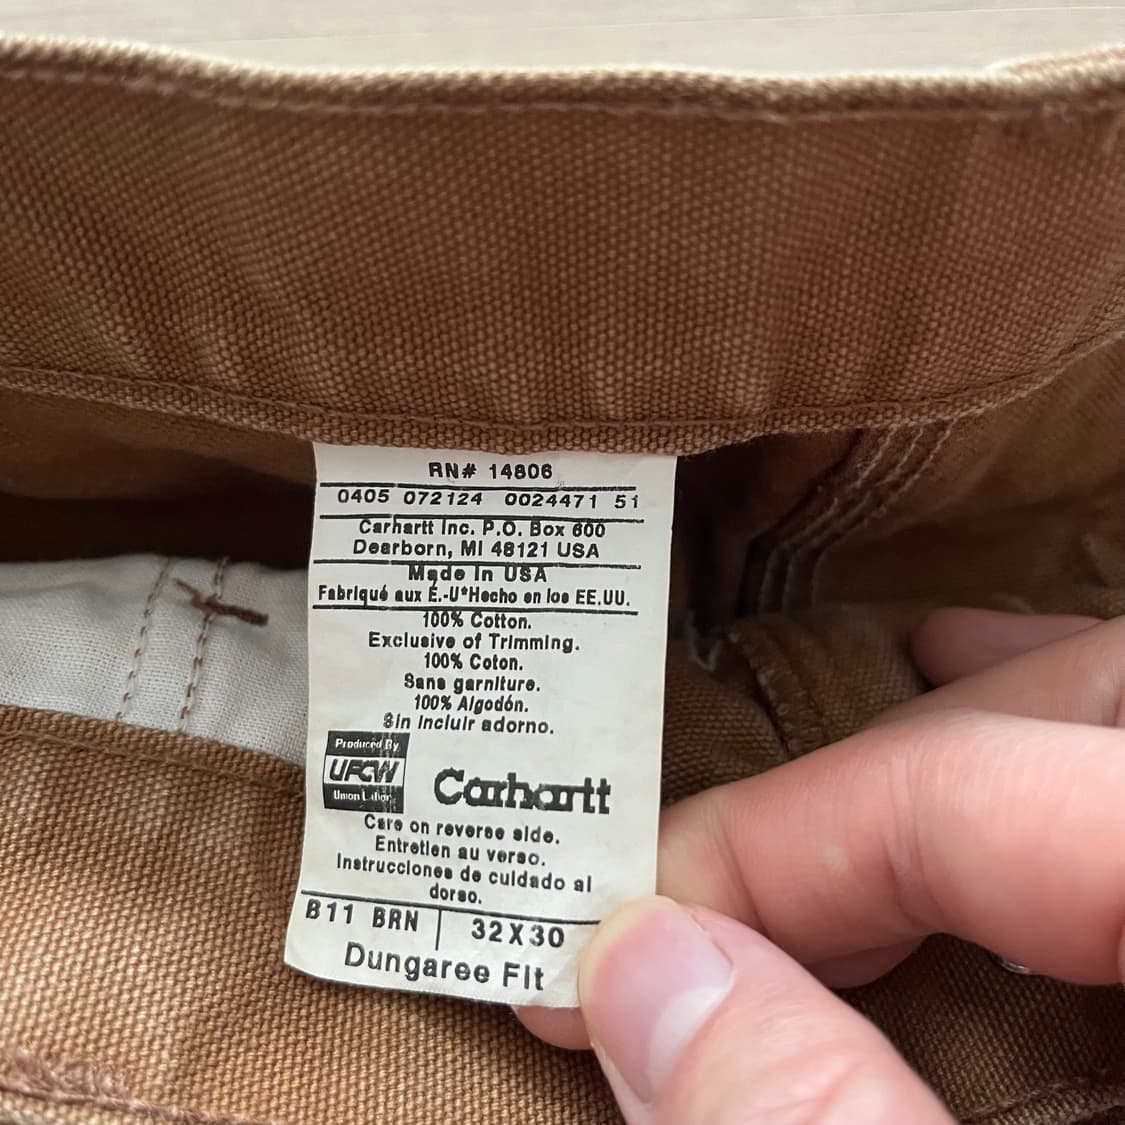 RN# 14806
0405 072124 0024471 51
Carhartt Inc. P.O. Box 600
Dearborn, MI 48121 USA
Made In USA
Fabriqué aux É.-U*Hecho en los EE.UU.
100% Cotton.
Exclusive of Trimming.
100% Coton.
Sans garniture.
100% Algodón.
Sin incluir adorno.
Produced By
UFCW
Union Labor
Carhartt
Care on reverse side.
Entretien au verso.
Instrucciones de cuidado al
dorso.
B11 BRN 32X30
Dungaree Fit